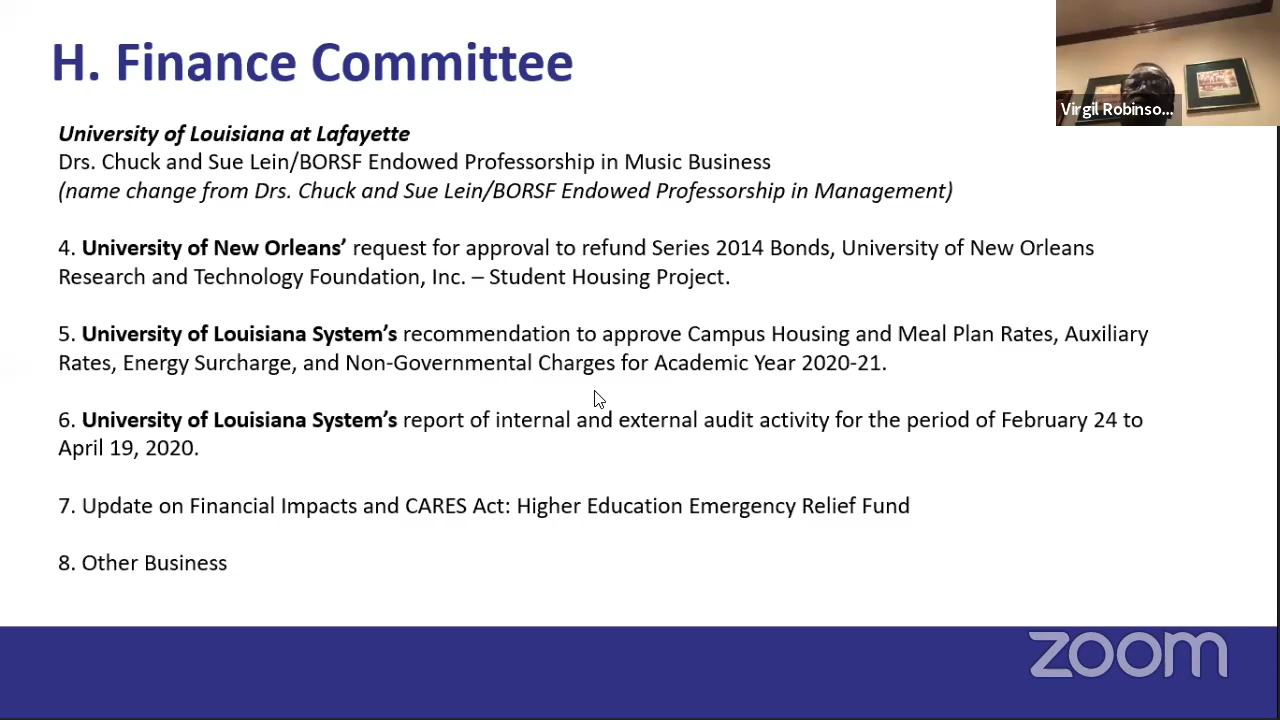 H. Finance Committee
Virgil Robinso...
University of Louisiana at Lafayette
Drs. Chuck and Sue Lein/BORSF Endowed Professorship in Music Business
(name change from Drs. Chuck and Sue Lein/BORSF Endowed Professorship in Management)
4. University of New Orleans’ request for approval to refund Series 2014 Bonds, University of New Orleans
Research and Technology Foundation, Inc. – Student Housing Project.
5. University of Louisiana System’s recommendation to approve Campus Housing and Meal Plan Rates, Auxiliary
Rates, Energy Surcharge, and Non-Governmental Charges for Academic Year 2020-21.
6. University of Louisiana System’s report of internal and external audit activity for the period of February 24 to
April 19, 2020.
7. Update on Financial Impacts and CARES Act: Higher Education Emergency Relief Fund
8. Other Business
zoom